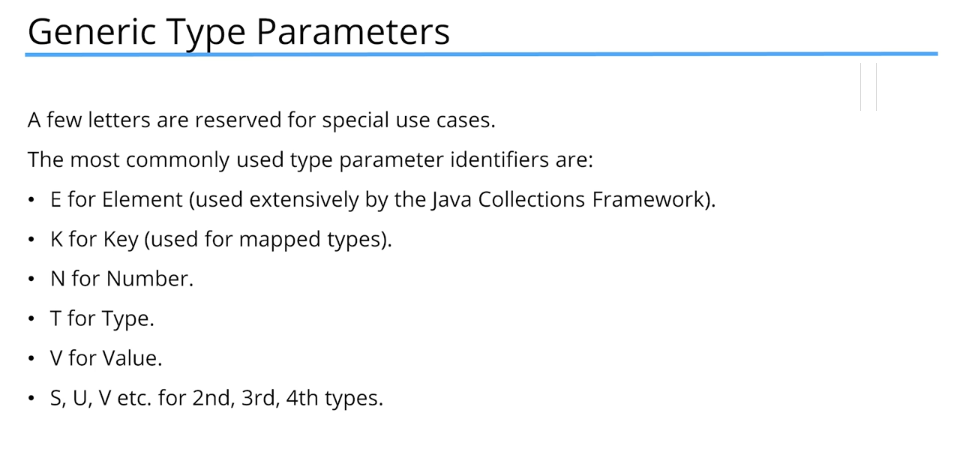 Generic Type Parameters
A few letters are reserved for special use cases.
The most commonly used type parameter identifiers are:
• E for Element (used extensively by the Java Collections Framework).
• K for Key (used for mapped types).
• N for Number.
• T for Type.
• V for Value.
• S, U, V etc. for 2nd, 3rd, 4th types.